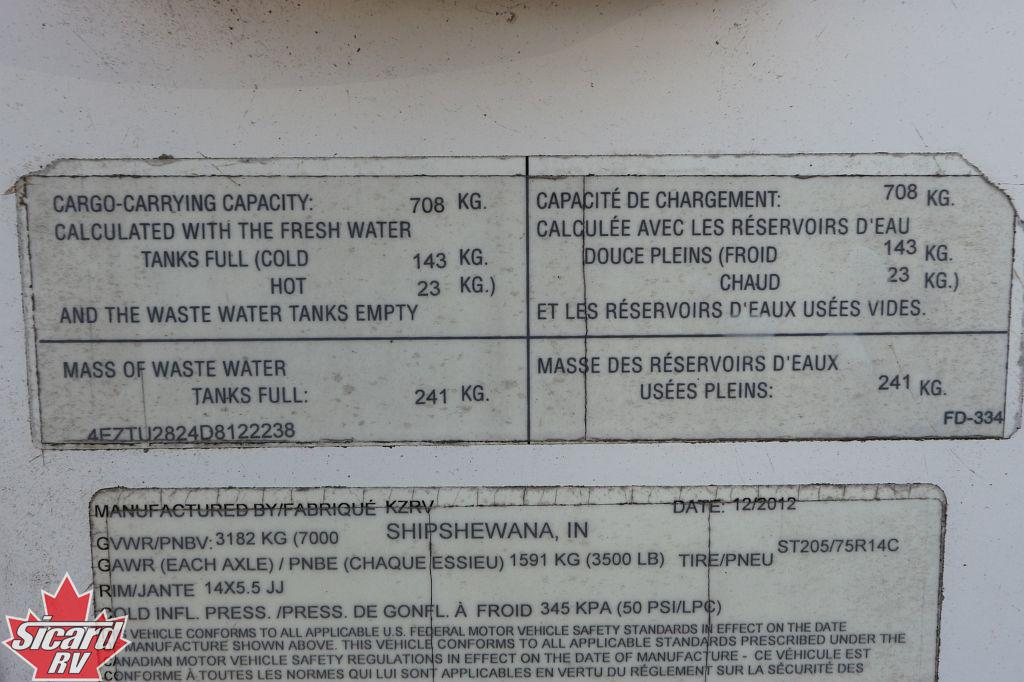 CARGO-CARRYING CAPACITY: 708 KG.
CALCULATED WITH THE FRESH WATER
TANKS FULL (COLD 143 KG.
HOT 23 KG.)
AND THE WASTE WATER TANKS EMPTY
MASS OF WASTE WATER
TANKS FULL: 241 KG.
4EZTU2824D8122238
CAPACITÉ DE CHARGEMENT: 708 KG.
CALCULÉE AVEC LES RÉSERVOIRS D'EAU
DOUCE PLEINS (FROID 143 KG.
CHAUD 23 KG.)
ET LES RÉSERVOIRS D'EAUX USÉES VIDES.
MASSE DES RÉSERVOIRS D'EAUX
USÉES PLEINS: 241 KG.
FD-334
MANUFACTURED BY/FABRIQUÉ KZRV DATE: 12/2012
SHIPSHEWANA, IN
GVWR/PNBV: 3182 KG (7000
GAWR (EACH AXLE) / PNBE (CHAQUE ESSIEU) 1591 KG (3500 LB) TIRE/PNEU ST205/75R14C
RIM/JANTE 14X5.5 JJ
COLD INFL. PRESS. /PRESS. DE GONFL. À FROID 345 KPA (50 PSI/LPC)
VEHICLE CONFORMS TO ALL APPLICABLE U.S. FEDERAL MOTOR VEHICLE SAFETY STANDARDS IN EFFECT ON THE DATE
MANUFACTURE SHOWN ABOVE. THIS VEHICLE CONFORMS TO ALL APPLICABLE STANDARDS PRESCRIBED UNDER THE
CANADIAN MOTOR VEHICLE SAFETY REGULATIONS IN EFFECT ON THE DATE OF MANUFACTURE - CE VÉHICULE EST
CONFORME À TOUTES LES NORMES QUI LUI SONT APPLICABLES EN VERTU DU RÉGLEMENT SUR LA SÉCURITÉ DES
Sicard
RV